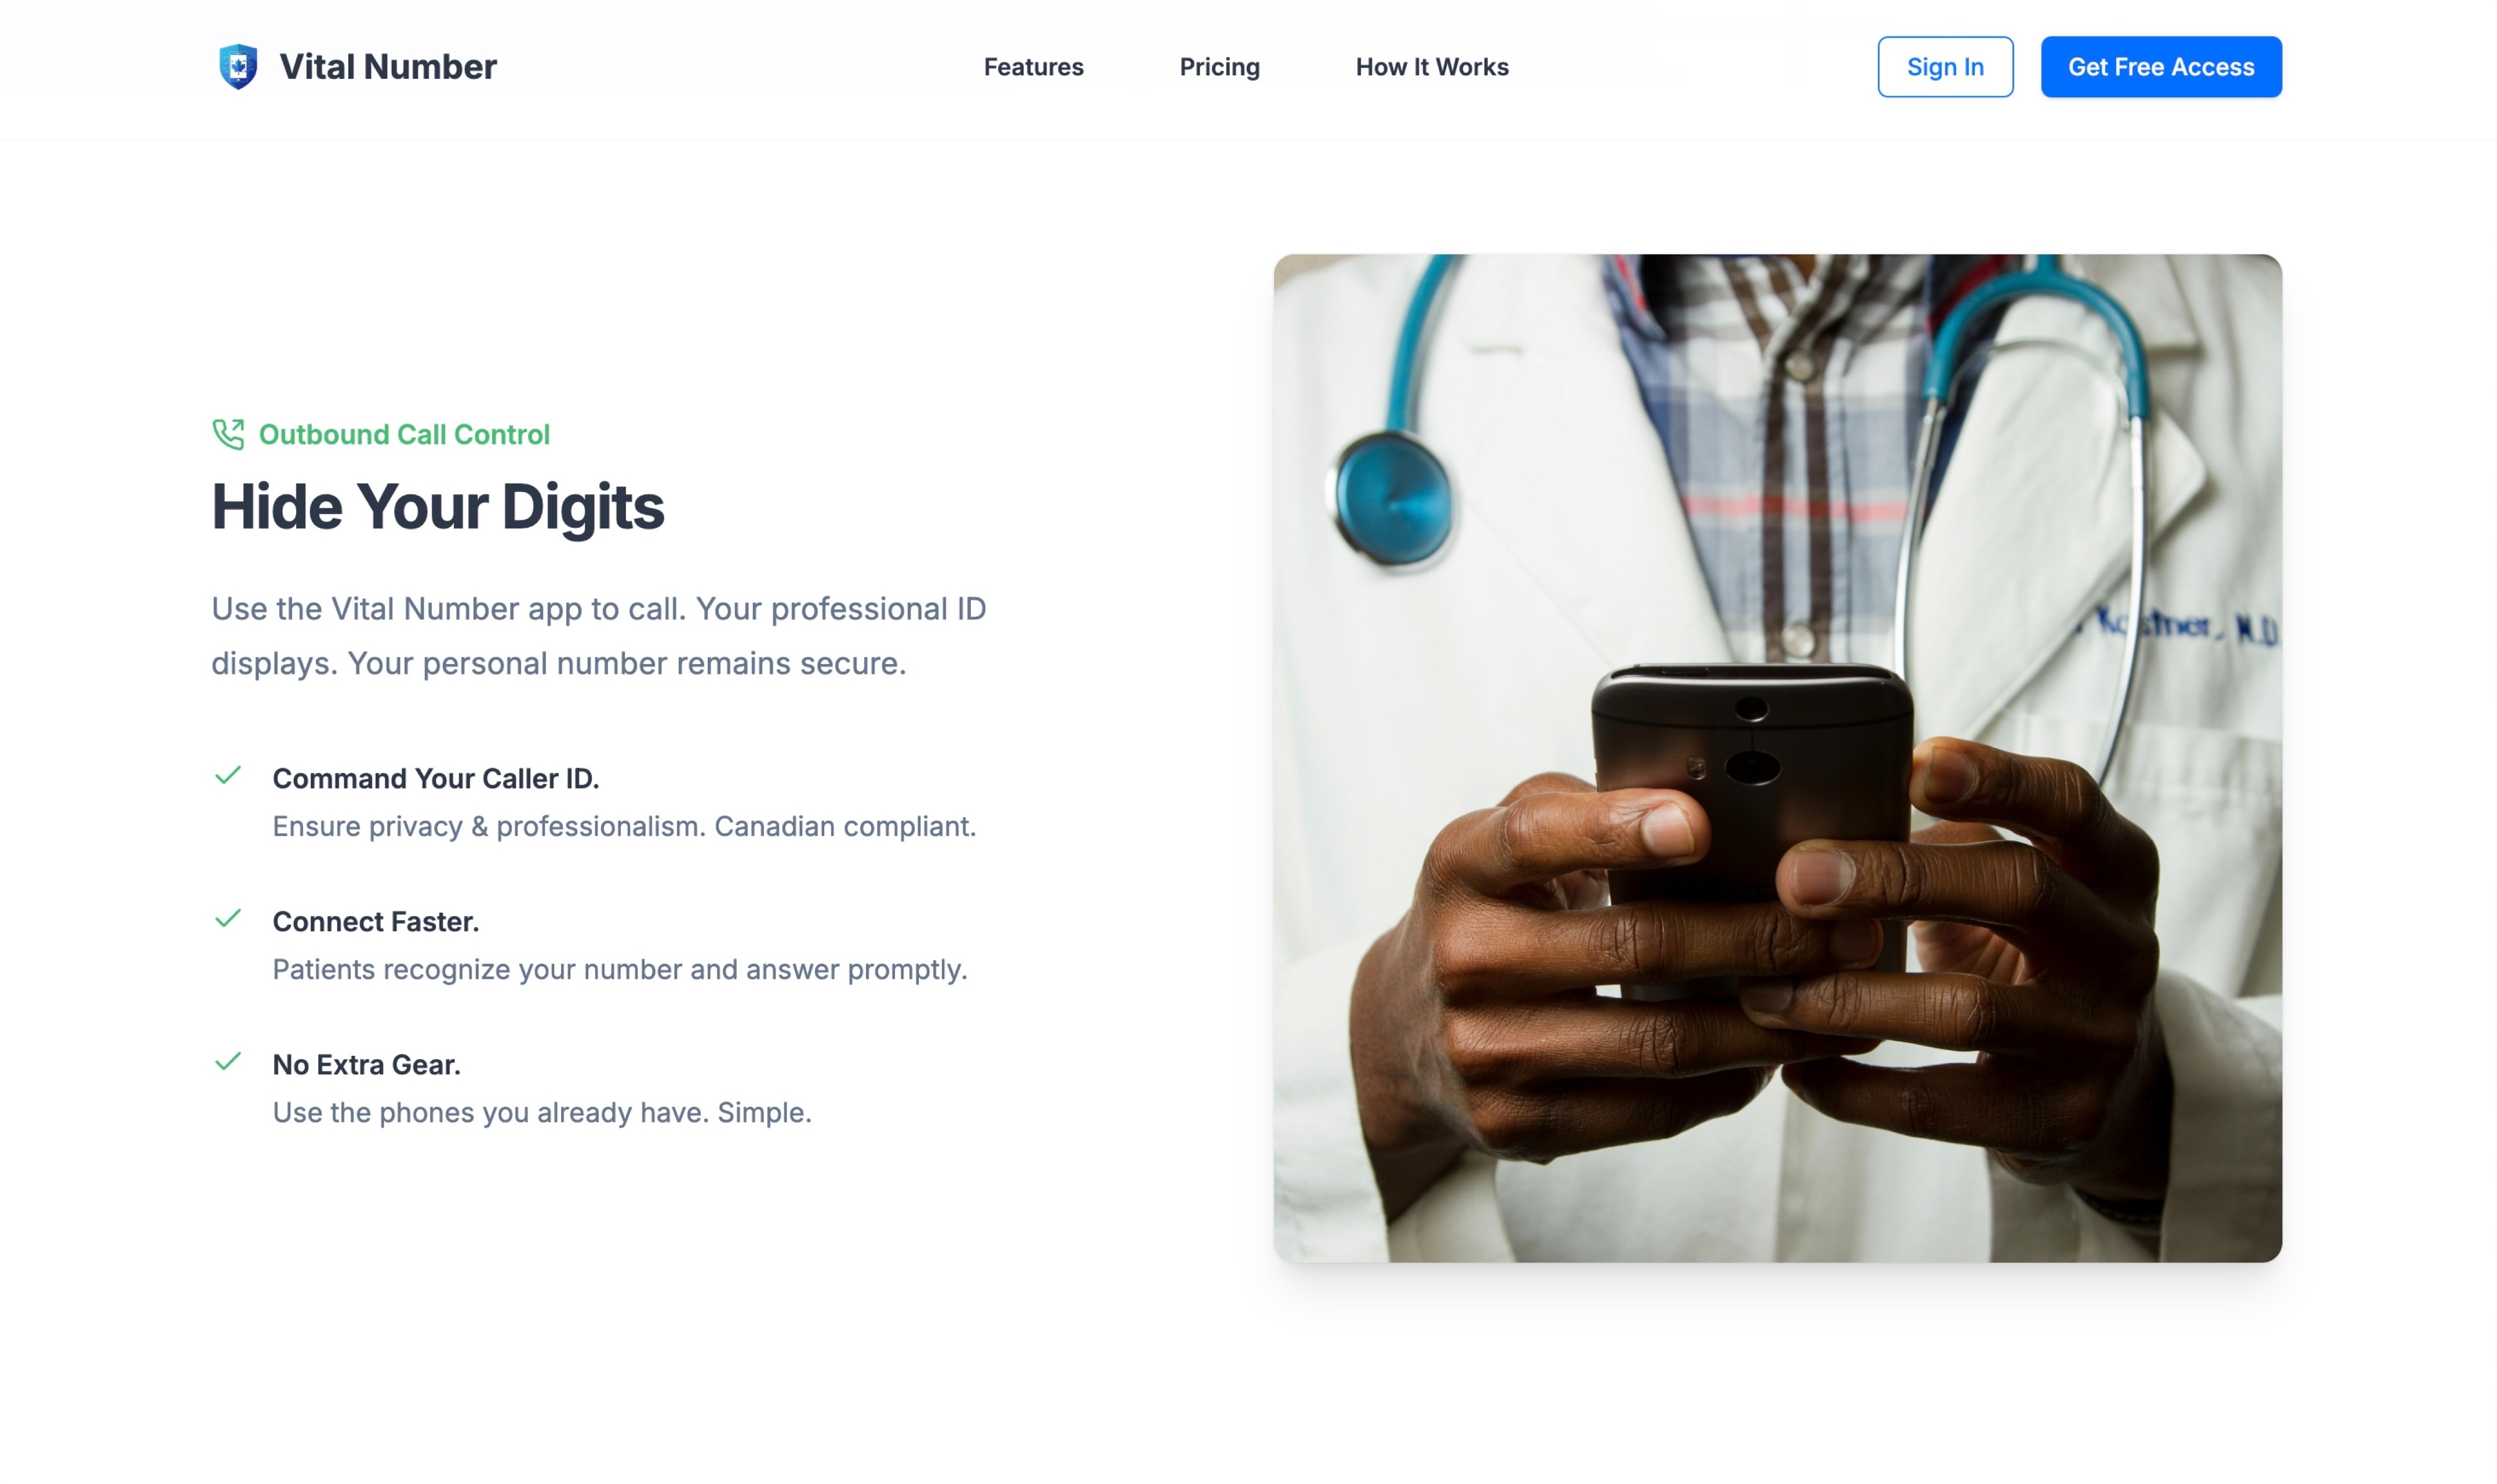 Vital Number
Features
Pricing
How It Works
Sign In
Get Free Access
Outbound Call Control
Hide Your Digits
Use the Vital Number app to call. Your professional ID
displays. Your personal number remains secure.
Command Your Caller ID.
Ensure privacy & professionalism. Canadian compliant.
Connect Faster.
Patients recognize your number and answer promptly.
No Extra Gear.
Use the phones you already have. Simple.